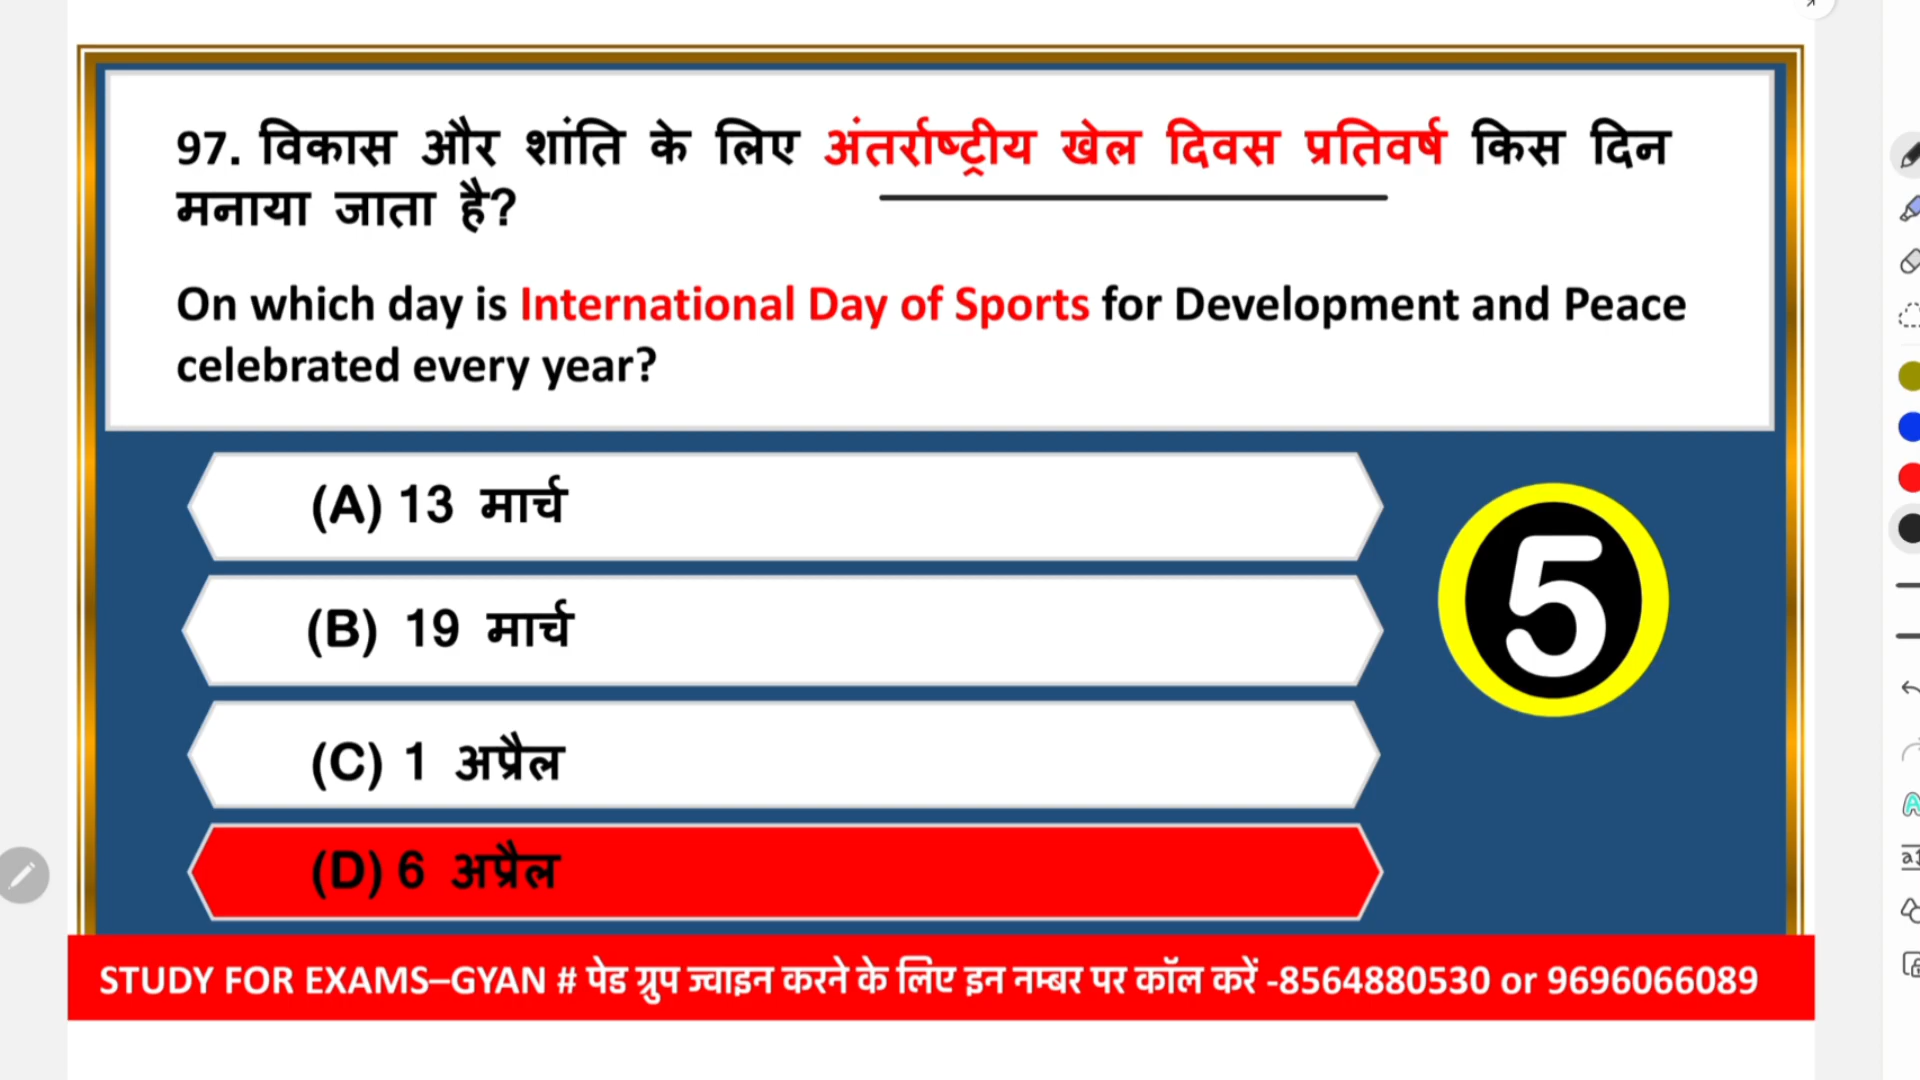 97. विकास और शांति के लिए अंतर्राष्ट्रीय खेल दिवस प्रतिवर्ष किस दिन
मनाया जाता है?
On which day is International Day of Sports for Development and Peace
celebrated every year?
(A) 13 मार्च
(B) 19 मार्च
5
(C) 1 अप्रैल
(D) 6 अप्रैल
STUDY FOR EXAMS–GYAN # पेड ग्रुप ज्वाइन करने के लिए इन नम्बर पर कॉल करें -8564880530 or 9696066089